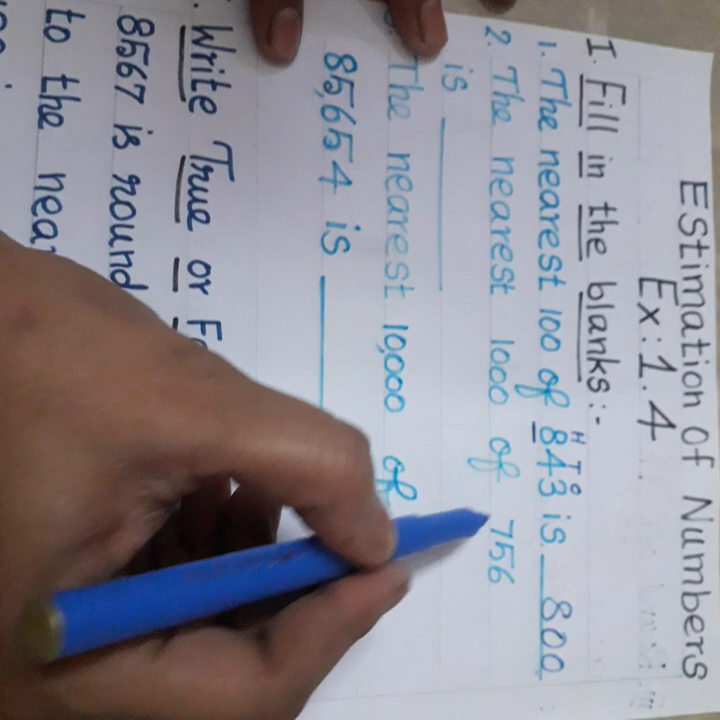 Estimation of Numbers
Ex:1.4
I. Fill in the blanks:-
H T O
1. The nearest 100 of 843 is 800
2. The nearest 1000 of 756
is
The nearest 10,000 of
85,654 is
Write True or
8567 is round
to the